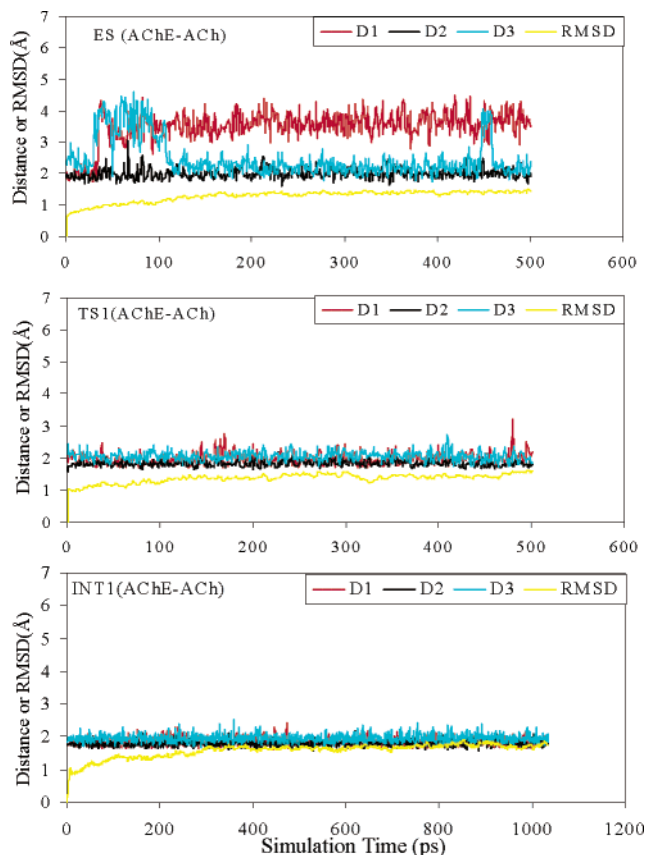 ES (AChE-ACh)
D1 D2 D3 RMSD
Distance or RMSD(Å)
7
6
5
4
3
2
1
0
0 100 200 300 400 500 600
TS1(AChE-ACh)
D1 D2 D3 RMSD
Distance or RMSD(Å)
7
6
5
4
3
2
1
0
0 100 200 300 400 500 600
INT1(AChE-ACh)
D1 D2 D3 RMSD
Distance or RMSD(Å)
7
6
5
4
3
2
1
0
0 200 400 600 800 1000 1200
Simulation Time (ps)